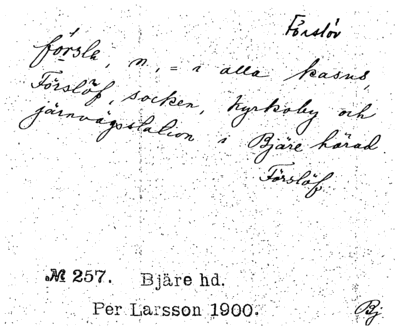 Förslöv
försle, n, = i alla kasus,
Förslöf, socken, kyrkoby och
järnvägsstation i Bjäre härad
Förslöf
№ 257. Bjäre hd.
Per Larsson 1900.
Bj